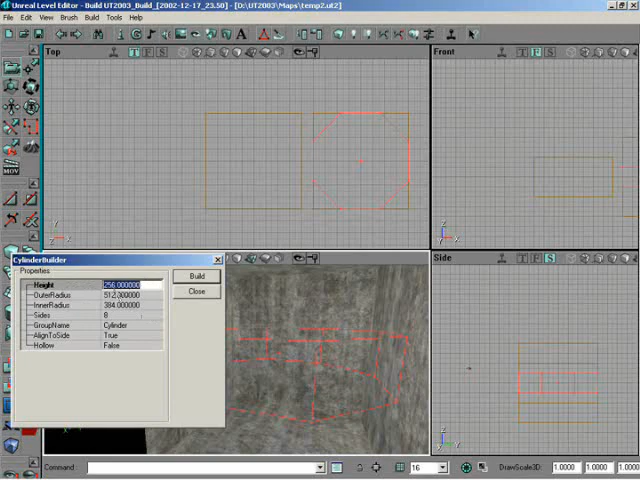 Unreal Level Editor - Build UT2003_Build_[2002-12-17_23.50] - [D:\UT2003\Maps\temp2.ut2]
File Edit View Brush Build Tools Help
Top
Front
MOV
CylinderBuilder
Side
Properties
Height 256.000000
Build
OuterRadius 512.000000
Close
InnerRadius 384.000000
Sides 8
GroupName Cylinder
AlignToSide True
Hollow False
Command 16 DrawScale3D: 1.0000 1.0000 1.000